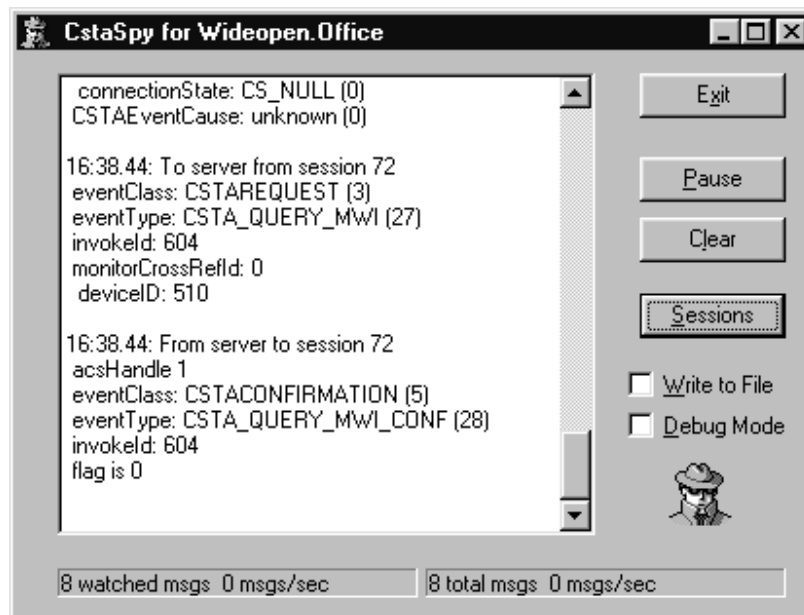 CstaSpy for Wideopen.Office
connectionState: CS_NULL (0)
CSTAEventCause: unknown (0)
16:38.44: To server from session 72
eventClass: CSTAREQUEST (3)
eventType: CSTA_QUERY_MWI (27)
invokeId: 604
monitorCrossRefId: 0
deviceID: 510
16:38.44: From server to session 72
acsHandle 1
eventClass: CSTACONFIRMATION (5)
eventType: CSTA_QUERY_MWI_CONF (28)
invokeId: 604
flag is 0
Exit
Pause
Clear
Sessions
Write to File
Debug Mode
8 watched msgs  0 msgs/sec
8 total msgs  0 msgs/sec